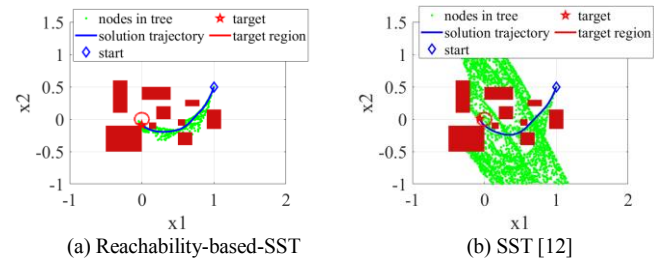 1.5
nodes in tree
target
solution trajectory
target region
start
1
0.5
0
-0.5
-1
x2
-1
0
1
2
x1
(a) Reachability-based-SST
1.5
nodes in tree
target
solution trajectory
target region
start
1
0.5
0
-0.5
-1
x2
-1
0
1
2
x1
(b) SST [12]